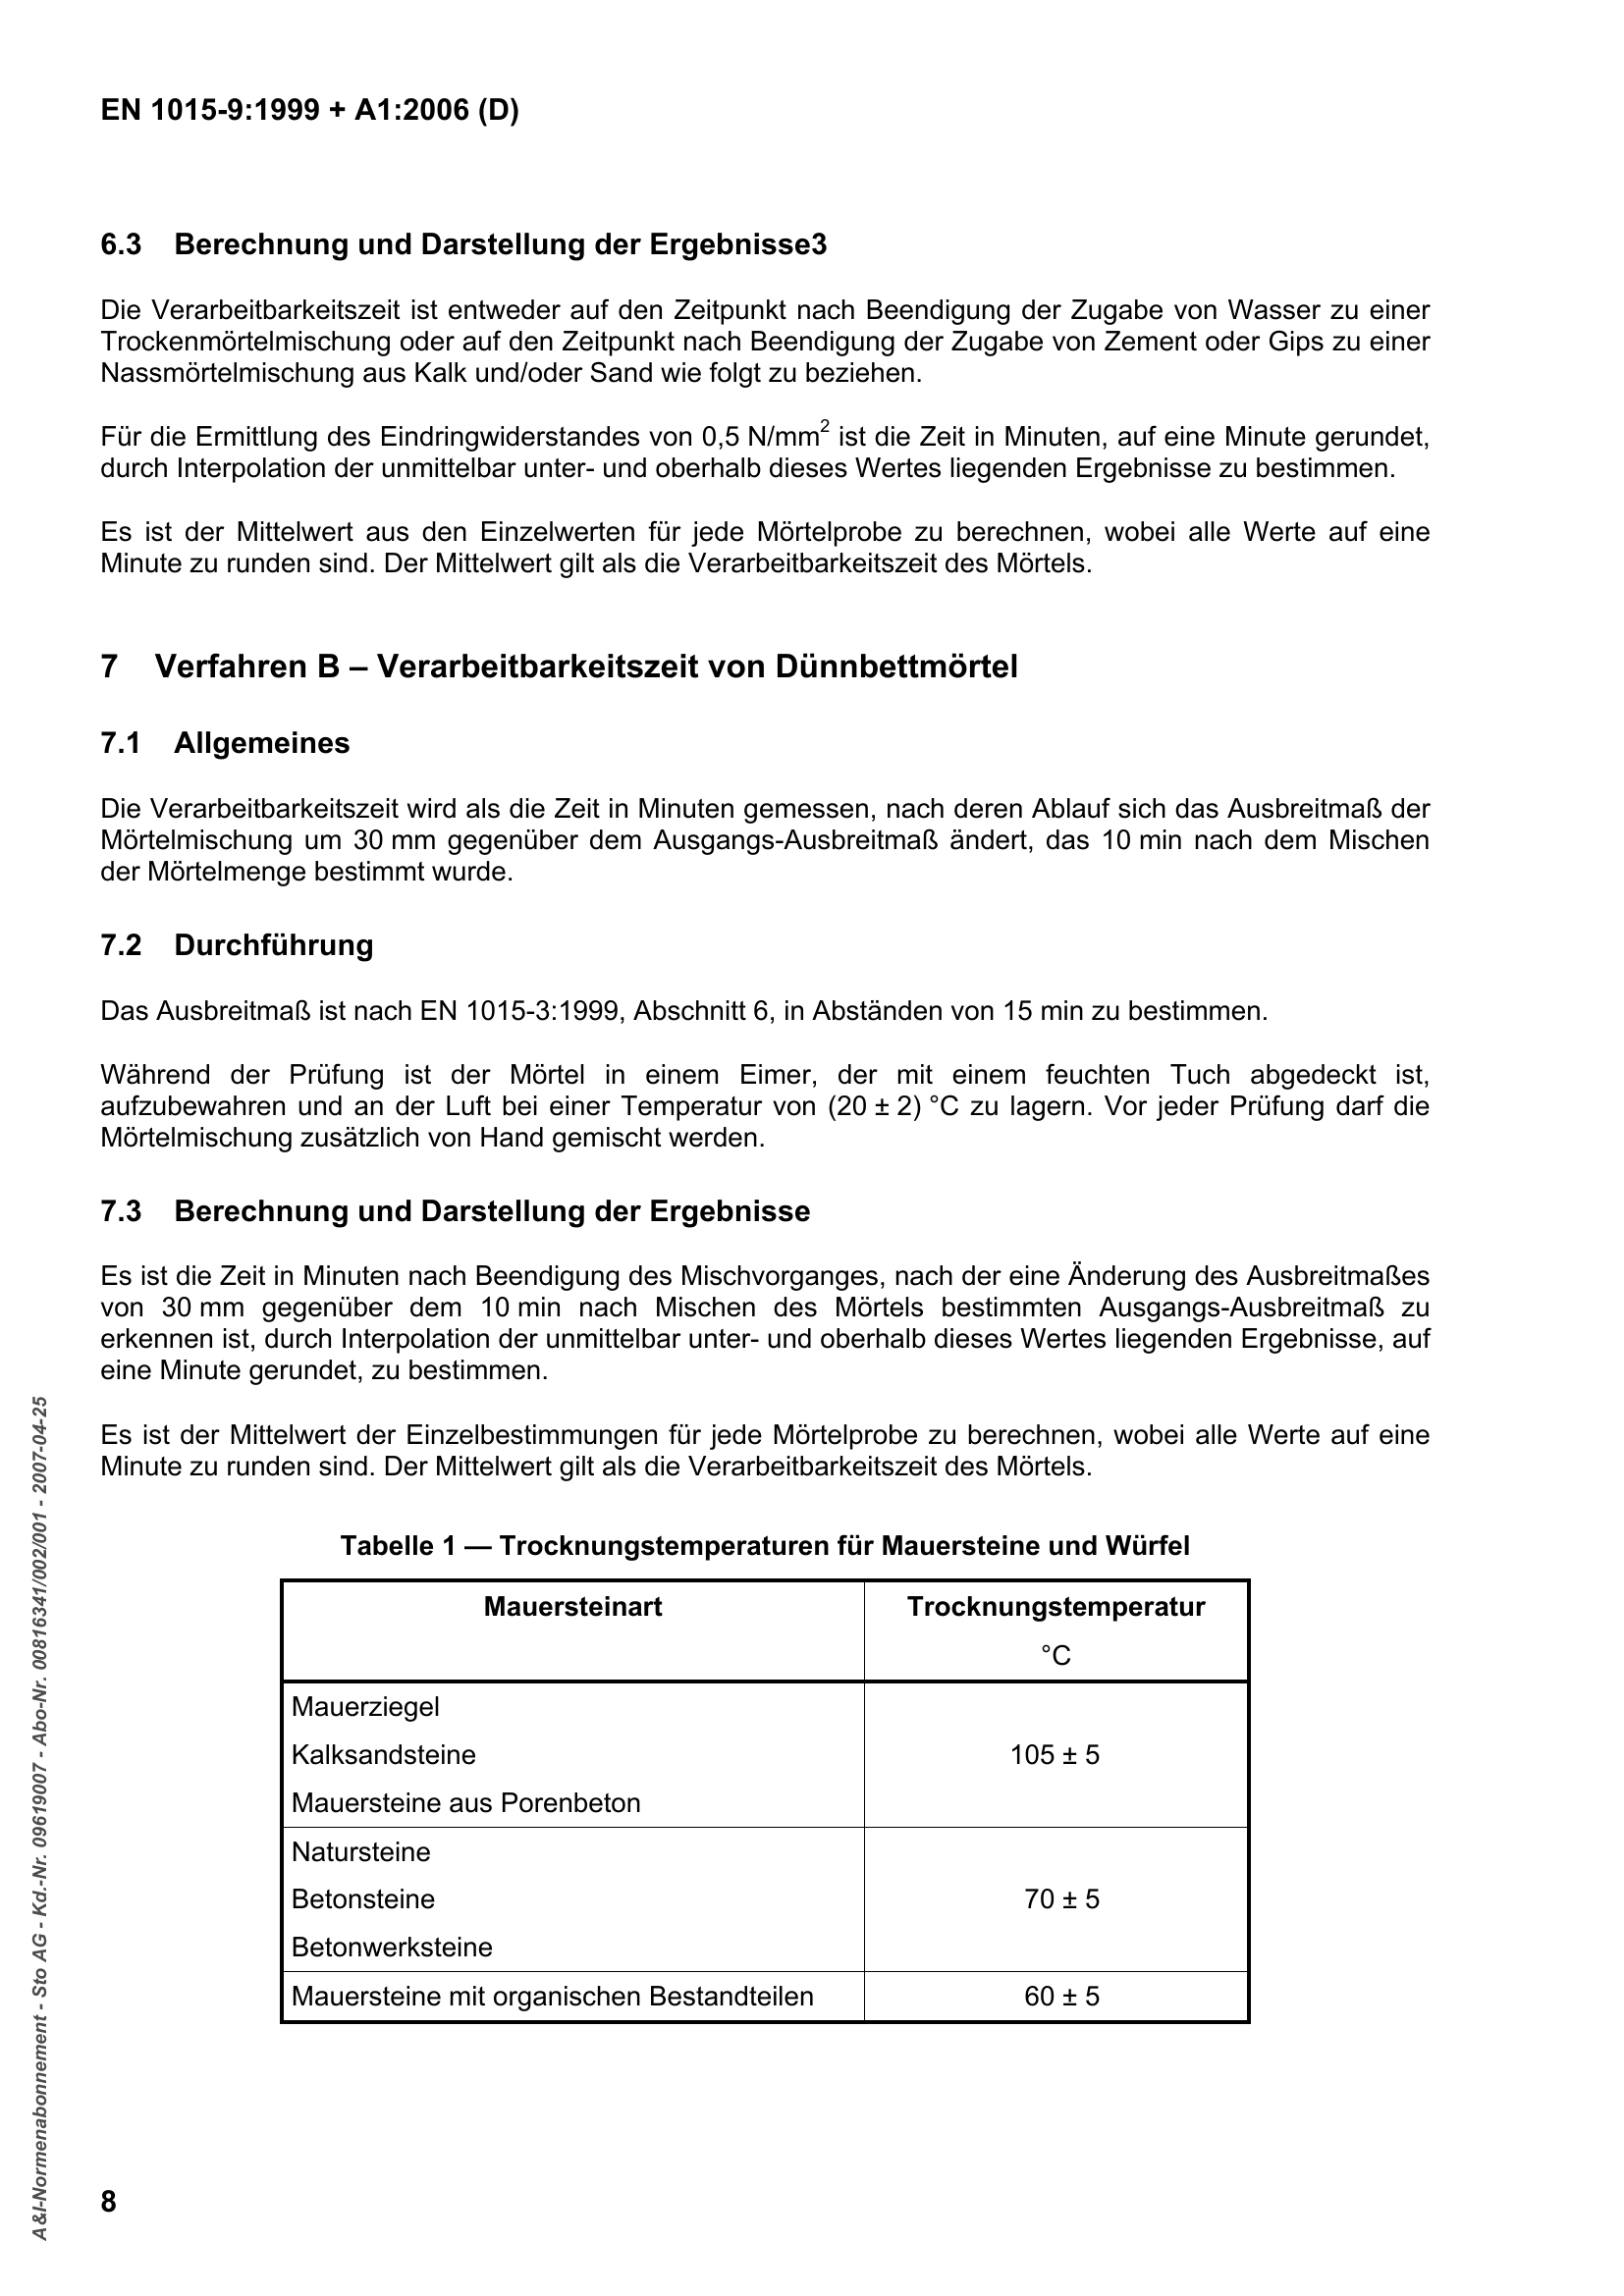 EN 1015-9:1999 + A1:2006 (D)
6.3 Berechnung und Darstellung der Ergebnisse3
Die Verarbeitbarkeitszeit ist entweder auf den Zeitpunkt nach Beendigung der Zugabe von Wasser zu einer
Trockenmörtelmischung oder auf den Zeitpunkt nach Beendigung der Zugabe von Zement oder Gips zu einer
Nassmörtelmischung aus Kalk und/oder Sand wie folgt zu beziehen.
Für die Ermittlung des Eindringwiderstandes von 0,5 N/mm² ist die Zeit in Minuten, auf eine Minute gerundet,
durch Interpolation der unmittelbar unter- und oberhalb dieses Wertes liegenden Ergebnisse zu bestimmen.
Es ist der Mittelwert aus den Einzelwerten für jede Mörtelprobe zu berechnen, wobei alle Werte auf eine
Minute zu runden sind. Der Mittelwert gilt als die Verarbeitbarkeitszeit des Mörtels.
7 Verfahren B – Verarbeitbarkeitszeit von Dünnbettmörtel
7.1 Allgemeines
Die Verarbeitbarkeitszeit wird als die Zeit in Minuten gemessen, nach deren Ablauf sich das Ausbreitmaß der
Mörtelmischung um 30 mm gegenüber dem Ausgangs-Ausbreitmaß ändert, das 10 min nach dem Mischen
der Mörtelmenge bestimmt wurde.
7.2 Durchführung
Das Ausbreitmaß ist nach EN 1015-3:1999, Abschnitt 6, in Abständen von 15 min zu bestimmen.
Während der Prüfung ist der Mörtel in einem Eimer, der mit einem feuchten Tuch abgedeckt ist,
aufzubewahren und an der Luft bei einer Temperatur von (20 ± 2) °C zu lagern. Vor jeder Prüfung darf die
Mörtelmischung zusätzlich von Hand gemischt werden.
7.3 Berechnung und Darstellung der Ergebnisse
Es ist die Zeit in Minuten nach Beendigung des Mischvorganges, nach der eine Änderung des Ausbreitmaßes
von 30 mm gegenüber dem 10 min nach Mischen des Mörtels bestimmten Ausgangs-Ausbreitmaß zu
erkennen ist, durch Interpolation der unmittelbar unter- und oberhalb dieses Wertes liegenden Ergebnisse, auf
eine Minute gerundet, zu bestimmen.
Es ist der Mittelwert der Einzelbestimmungen für jede Mörtelprobe zu berechnen, wobei alle Werte auf eine
Minute zu runden sind. Der Mittelwert gilt als die Verarbeitbarkeitszeit des Mörtels.
Tabelle 1 — Trocknungstemperaturen für Mauersteine und Würfel
Mauersteinart Trocknungstemperatur
°C
Mauerziegel
Kalksandsteine 105 ± 5
Mauersteine aus Porenbeton
Natursteine
Betonsteine 70 ± 5
Betonwerksteine
Mauersteine mit organischen Bestandteilen 60 ± 5
8
A&I-Normenabonnement - Sto AG - Kd.-Nr. 09619007 - Abo-Nr. 00816341/002/001 - 2007-04-25